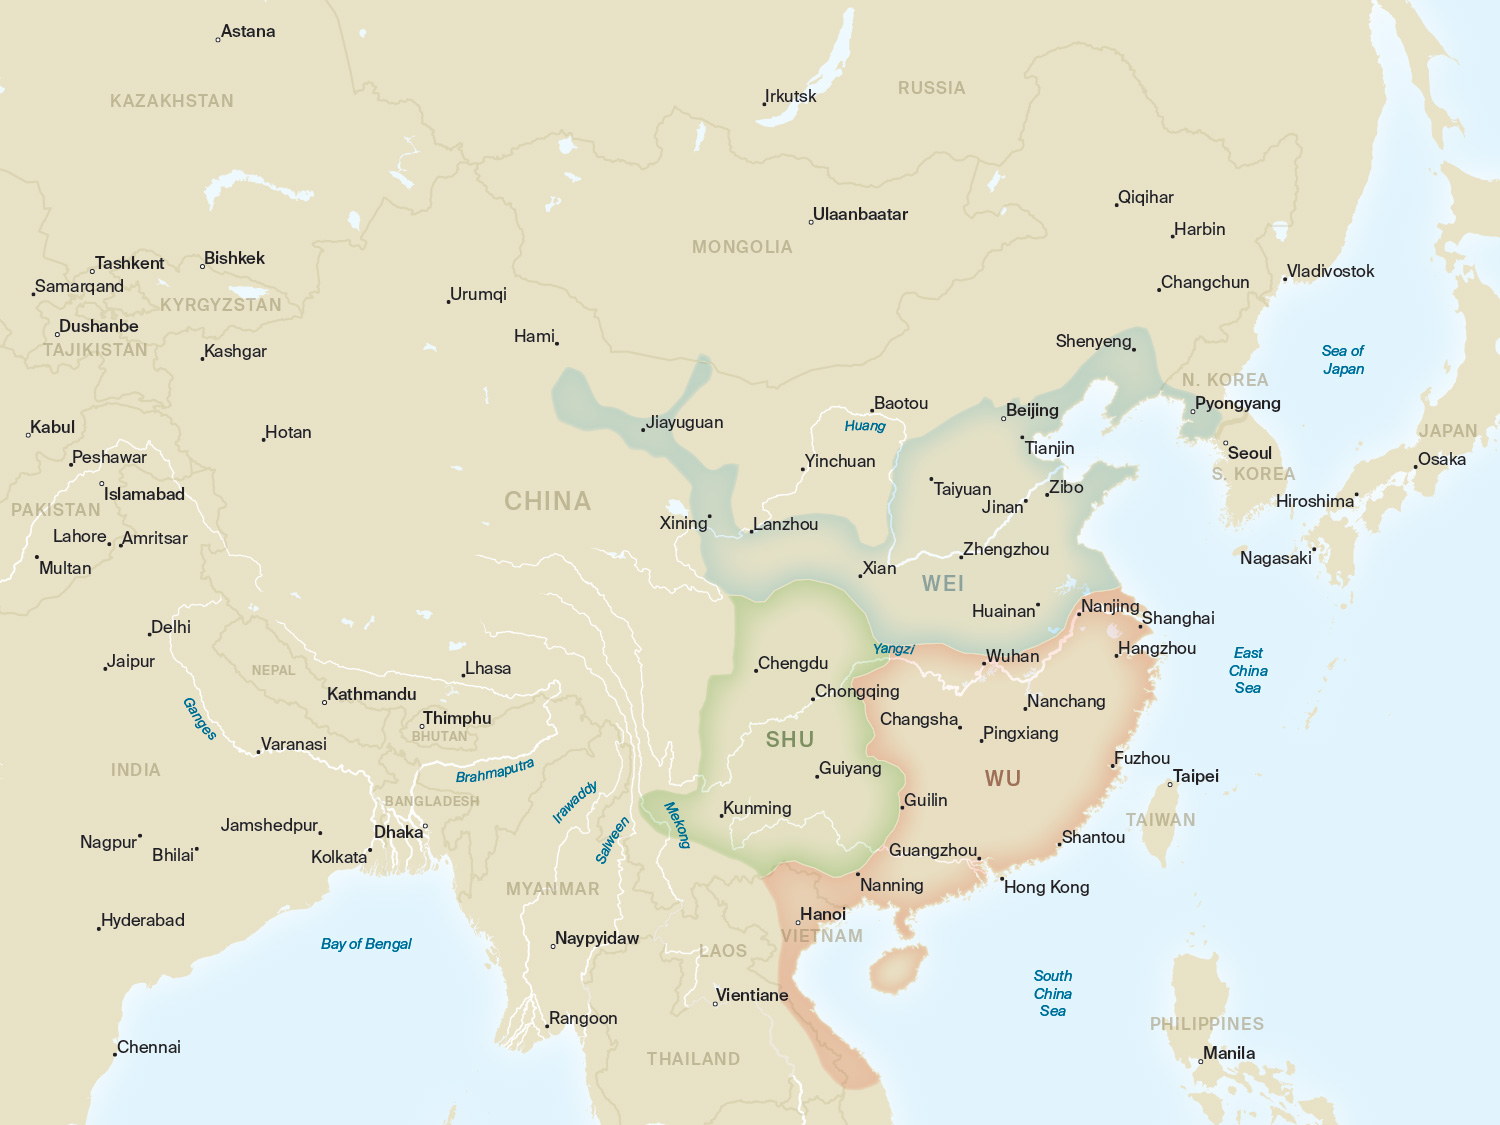 Astana
KAZAKHSTAN
RUSSIA
Irkutsk
Qiqihar
Ulaanbaatar
Harbin
MONGOLIA
Tashkent
Bishkek
Samarqand
KYRGYZSTAN
Urumqi
Changchun
Vladivostok
Dushanbe
TAJIKISTAN
Kashgar
Hami
Shenyeng
Sea of
Japan
N. KOREA
Pyongyang
Baotou
Beijing
Huang
Jiayuguan
Kabul
Hotan
JAPAN
Tianjin
Seoul
Peshawar
Yinchuan
Osaka
S. KOREA
Islamabad
Taiyuan
Zibo
CHINA
Jinan
Hiroshima
PAKISTAN
Xining
Lanzhou
Lahore
Amritsar
Zhengzhou
Nagasaki
Multan
Xian
WEI
Huainan
Nanjing
Shanghai
Delhi
Yangzi
Hangzhou
Jaipur
NEPAL
Lhasa
Chengdu
Wuhan
East
China
Sea
Kathmandu
Chongqing
Nanchang
Ganges
Thimphu
BHUTAN
Changsha
Pingxiang
Varanasi
SHU
INDIA
Brahmaputra
Guiyang
WU
Fuzhou
Taipei
BANGLADESH
Irawaddy
Kunming
Guilin
TAIWAN
Jamshedpur
Dhaka
Salween
Mekong
Shantou
Nagpur
Bhilai
Kolkata
Guangzhou
MYANMAR
Nanning
Hong Kong
Hyderabad
Hanoi
VIETNAM
Bay of Bengal
Naypyidaw
LAOS
South
China
Sea
Vientiane
Rangoon
PHILIPPINES
Chennai
THAILAND
Manila